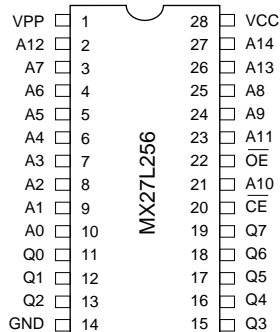 VPP 1 28 VCC
A12 2 27 A14
A7 3 26 A13
A6 4 25 A8
A5 5 24 A9
A4 6 23 A11
A3 7 22 OE
A2 8 21 A10
A1 9 20 CE
A0 10 19 Q7
Q0 11 18 Q6
Q1 12 17 Q5
Q2 13 16 Q4
GND 14 15 Q3
MX27L256